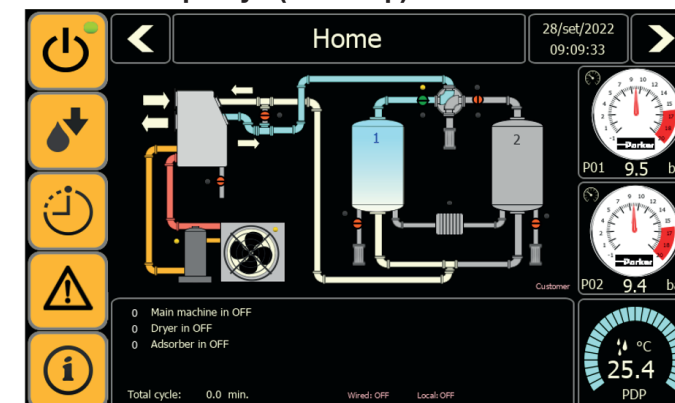 Home
28/set/2022
09:09:33
1
2
Customer
Parker
P01 9.5 b
Parker
P02 9.4 ba
°C
25.4
PDP
0 Main machine in OFF
0 Dryer in OFF
0 Adsorber in OFF
Total cycle: 0.0 min.
Wired: OFF Local: OFF